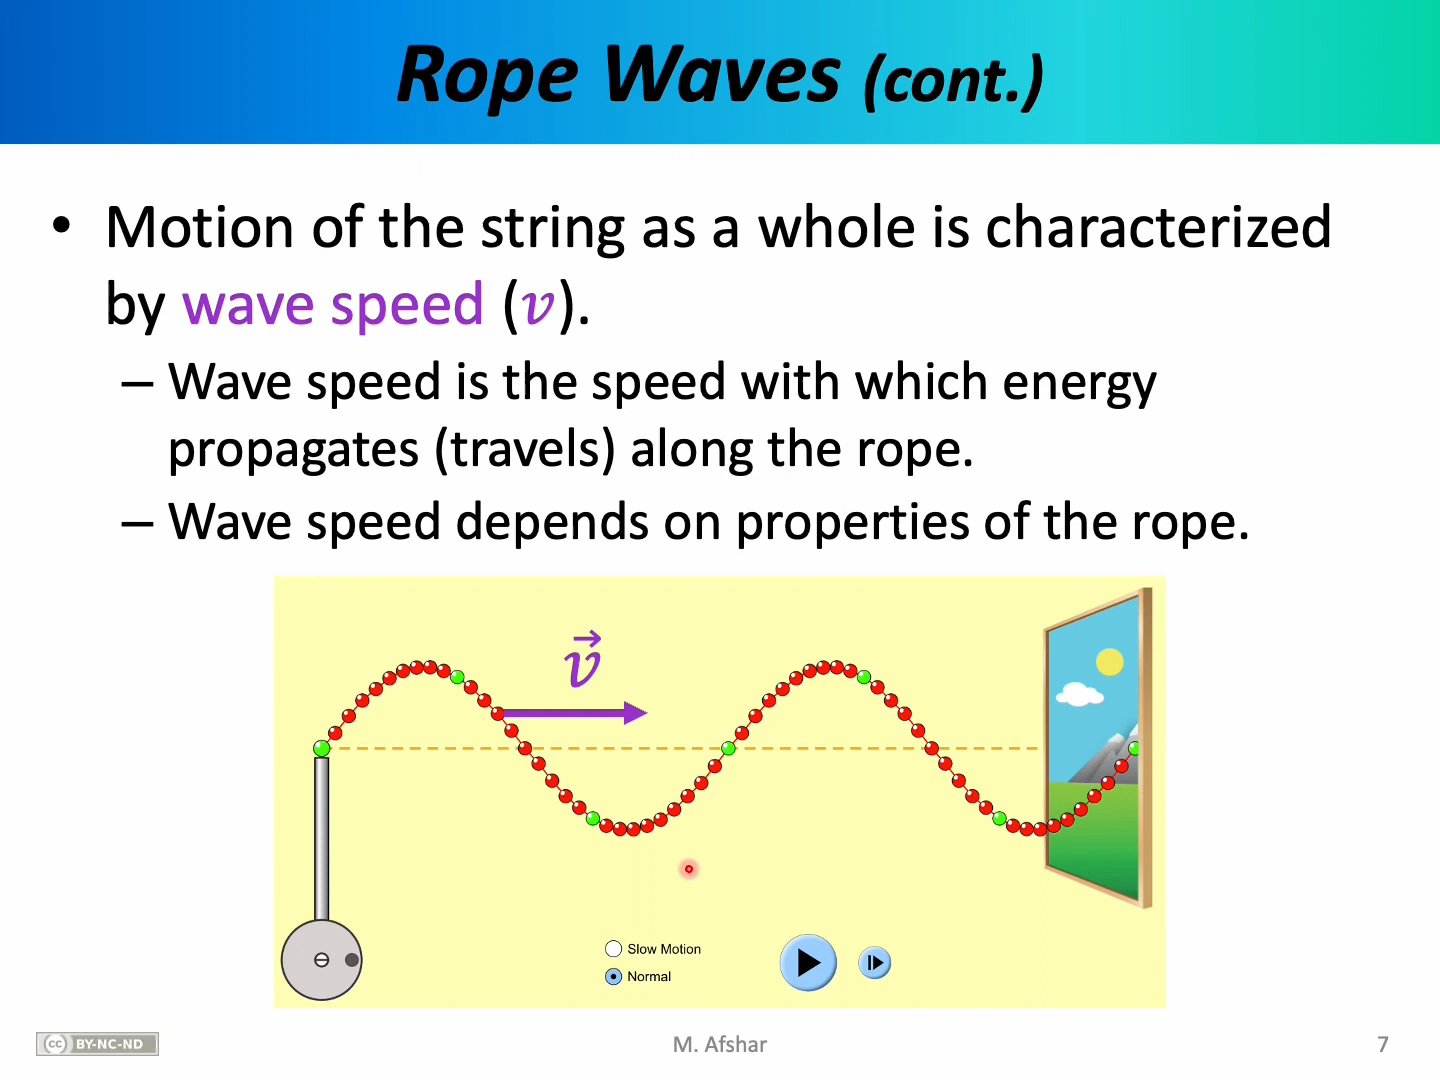 Rope Waves (cont.)
• Motion of the string as a whole is characterized
by wave speed (𝑣).
– Wave speed is the speed with which energy
propagates (travels) along the rope.
– Wave speed depends on properties of the rope.
𝑣⃗
Slow Motion
Normal
cc BY-NC-ND
M. Afshar
7